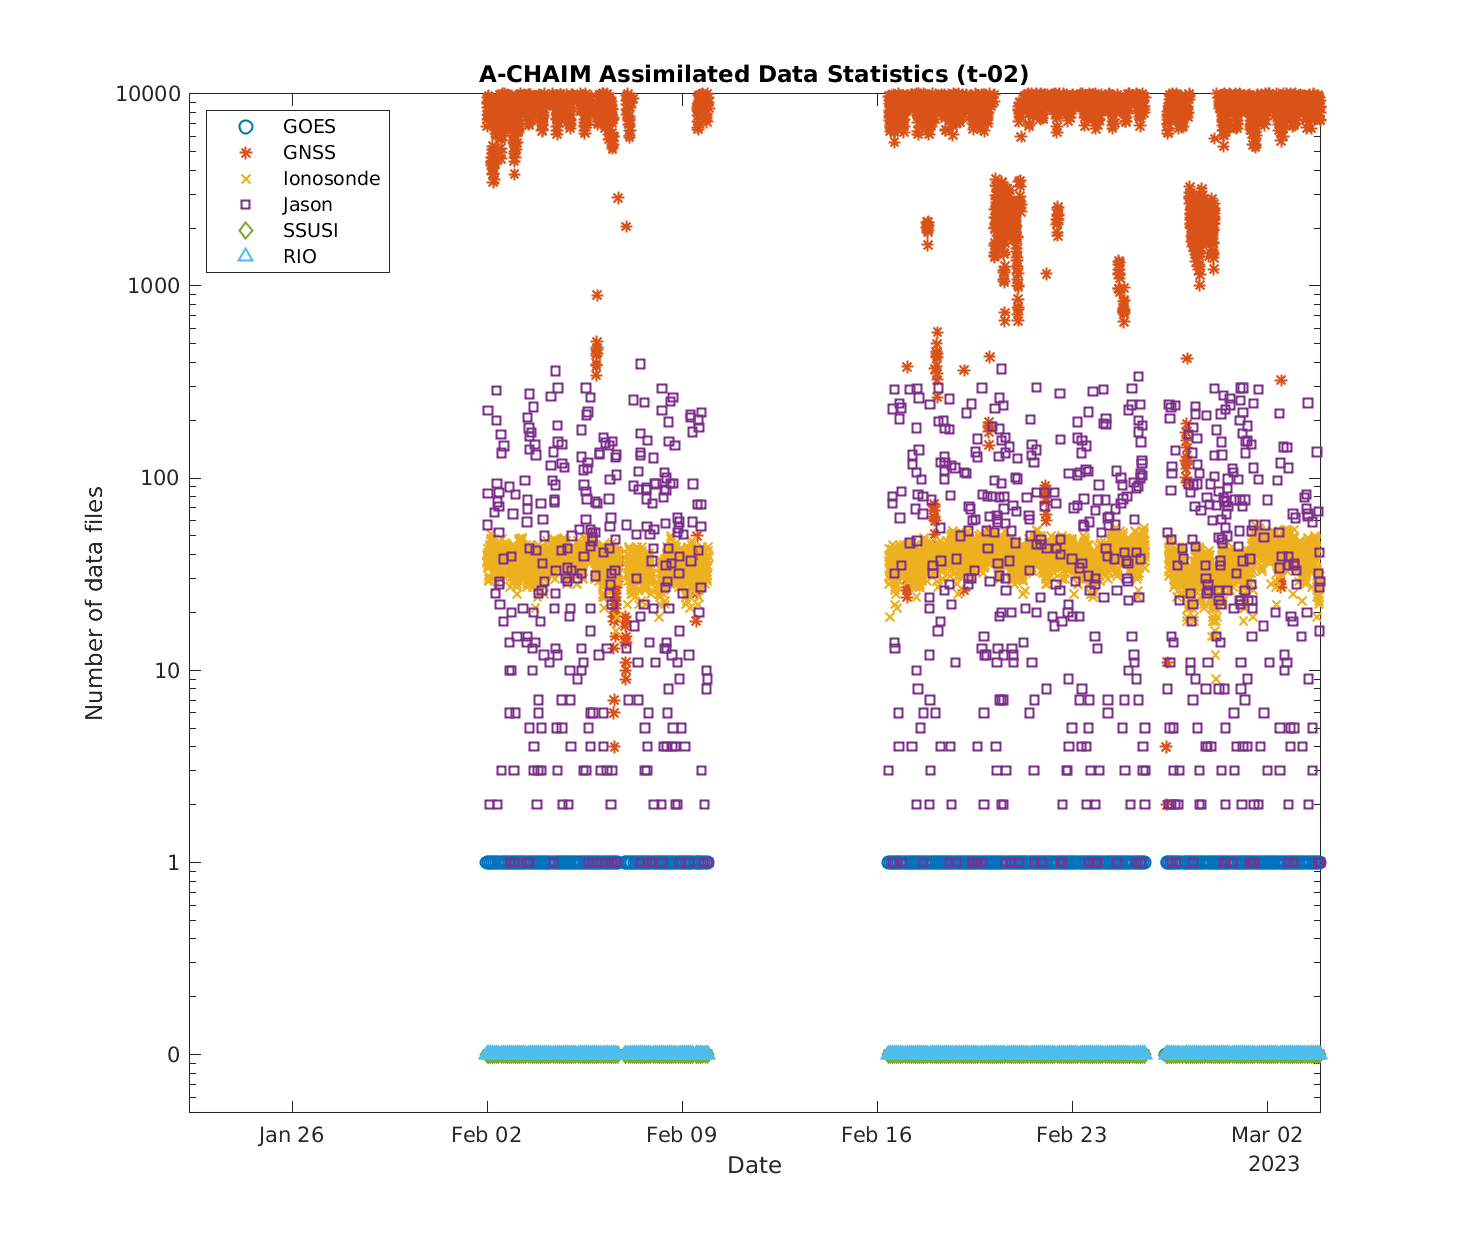 A-CHAIM Assimilated Data Statistics (t-02)
10000
1000
100
10
1
0
Number of data files
GOES
GNSS
Ionosonde
Jason
SSUSI
RIO
Jan 26
Feb 02
Feb 09
Feb 16
Feb 23
Mar 02
2023
Date